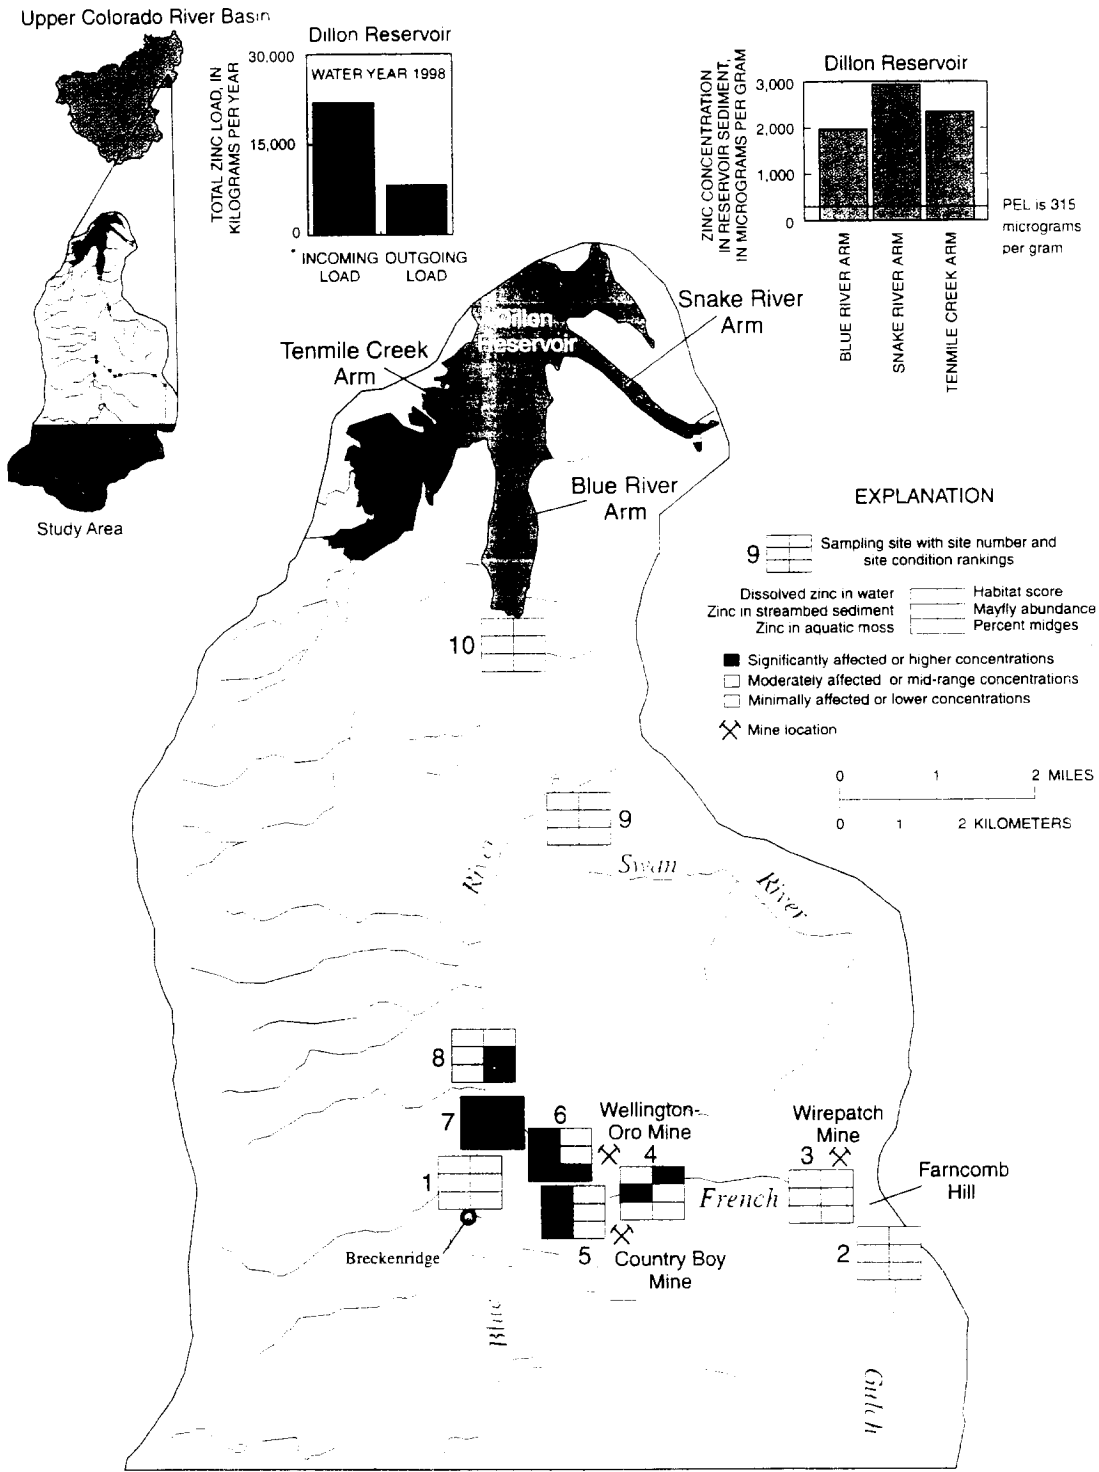 Upper Colorado River Basin
Dillon Reservoir
30,000
WATER YEAR 1998
15,000
0
TOTAL ZINC LOAD, IN
KILOGRAMS PER YEAR
INCOMING
LOAD
OUTGOING
LOAD
Dillon Reservoir
3,000
2,000
1,000
0
ZINC CONCENTRATION
IN RESERVOIR SEDIMENT,
IN MICROGRAMS PER GRAM
PEL is 315
micrograms
per gram
BLUE RIVER ARM
SNAKE RIVER ARM
TENMILE CREEK ARM
Study Area
Snake River
Arm
Dillon
Reservoir
Tenmile Creek
Arm
Blue River
Arm
EXPLANATION
9
Sampling site with site number and
site condition rankings
Dissolved zinc in water
Zinc in streambed sediment
Zinc in aquatic moss
Habitat score
Mayfly abundance
Percent midges
Significantly affected or higher concentrations
Moderately affected or mid-range concentrations
Minimally affected or lower concentrations
Mine location
0 1 2 MILES
0 1 2 KILOMETERS
10
9
Swan
River
River
8
7
6
Wellington-
Oro Mine
4
Wirepatch
Mine
3
1
French
Farncomb
Hill
Breckenridge
5
Country Boy
Mine
2
Blue
Gulch